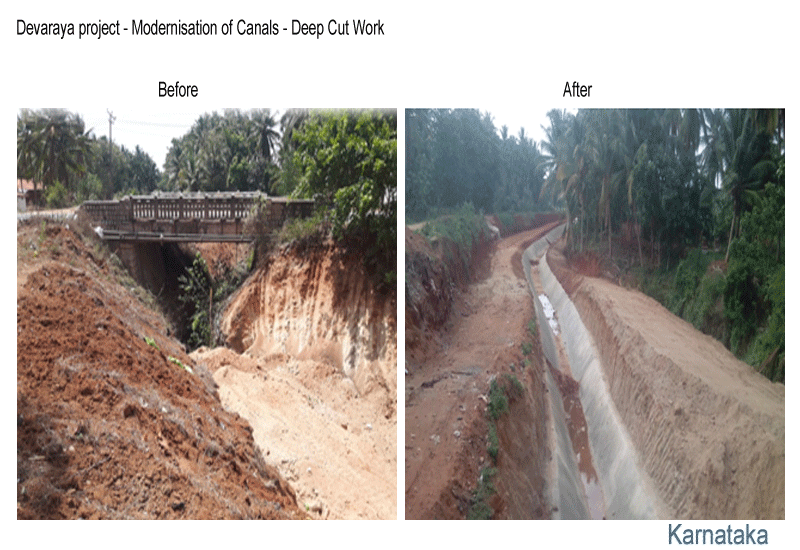 Devaraya project - Modernisation of Canals - Deep Cut Work
Before
After
Karnataka